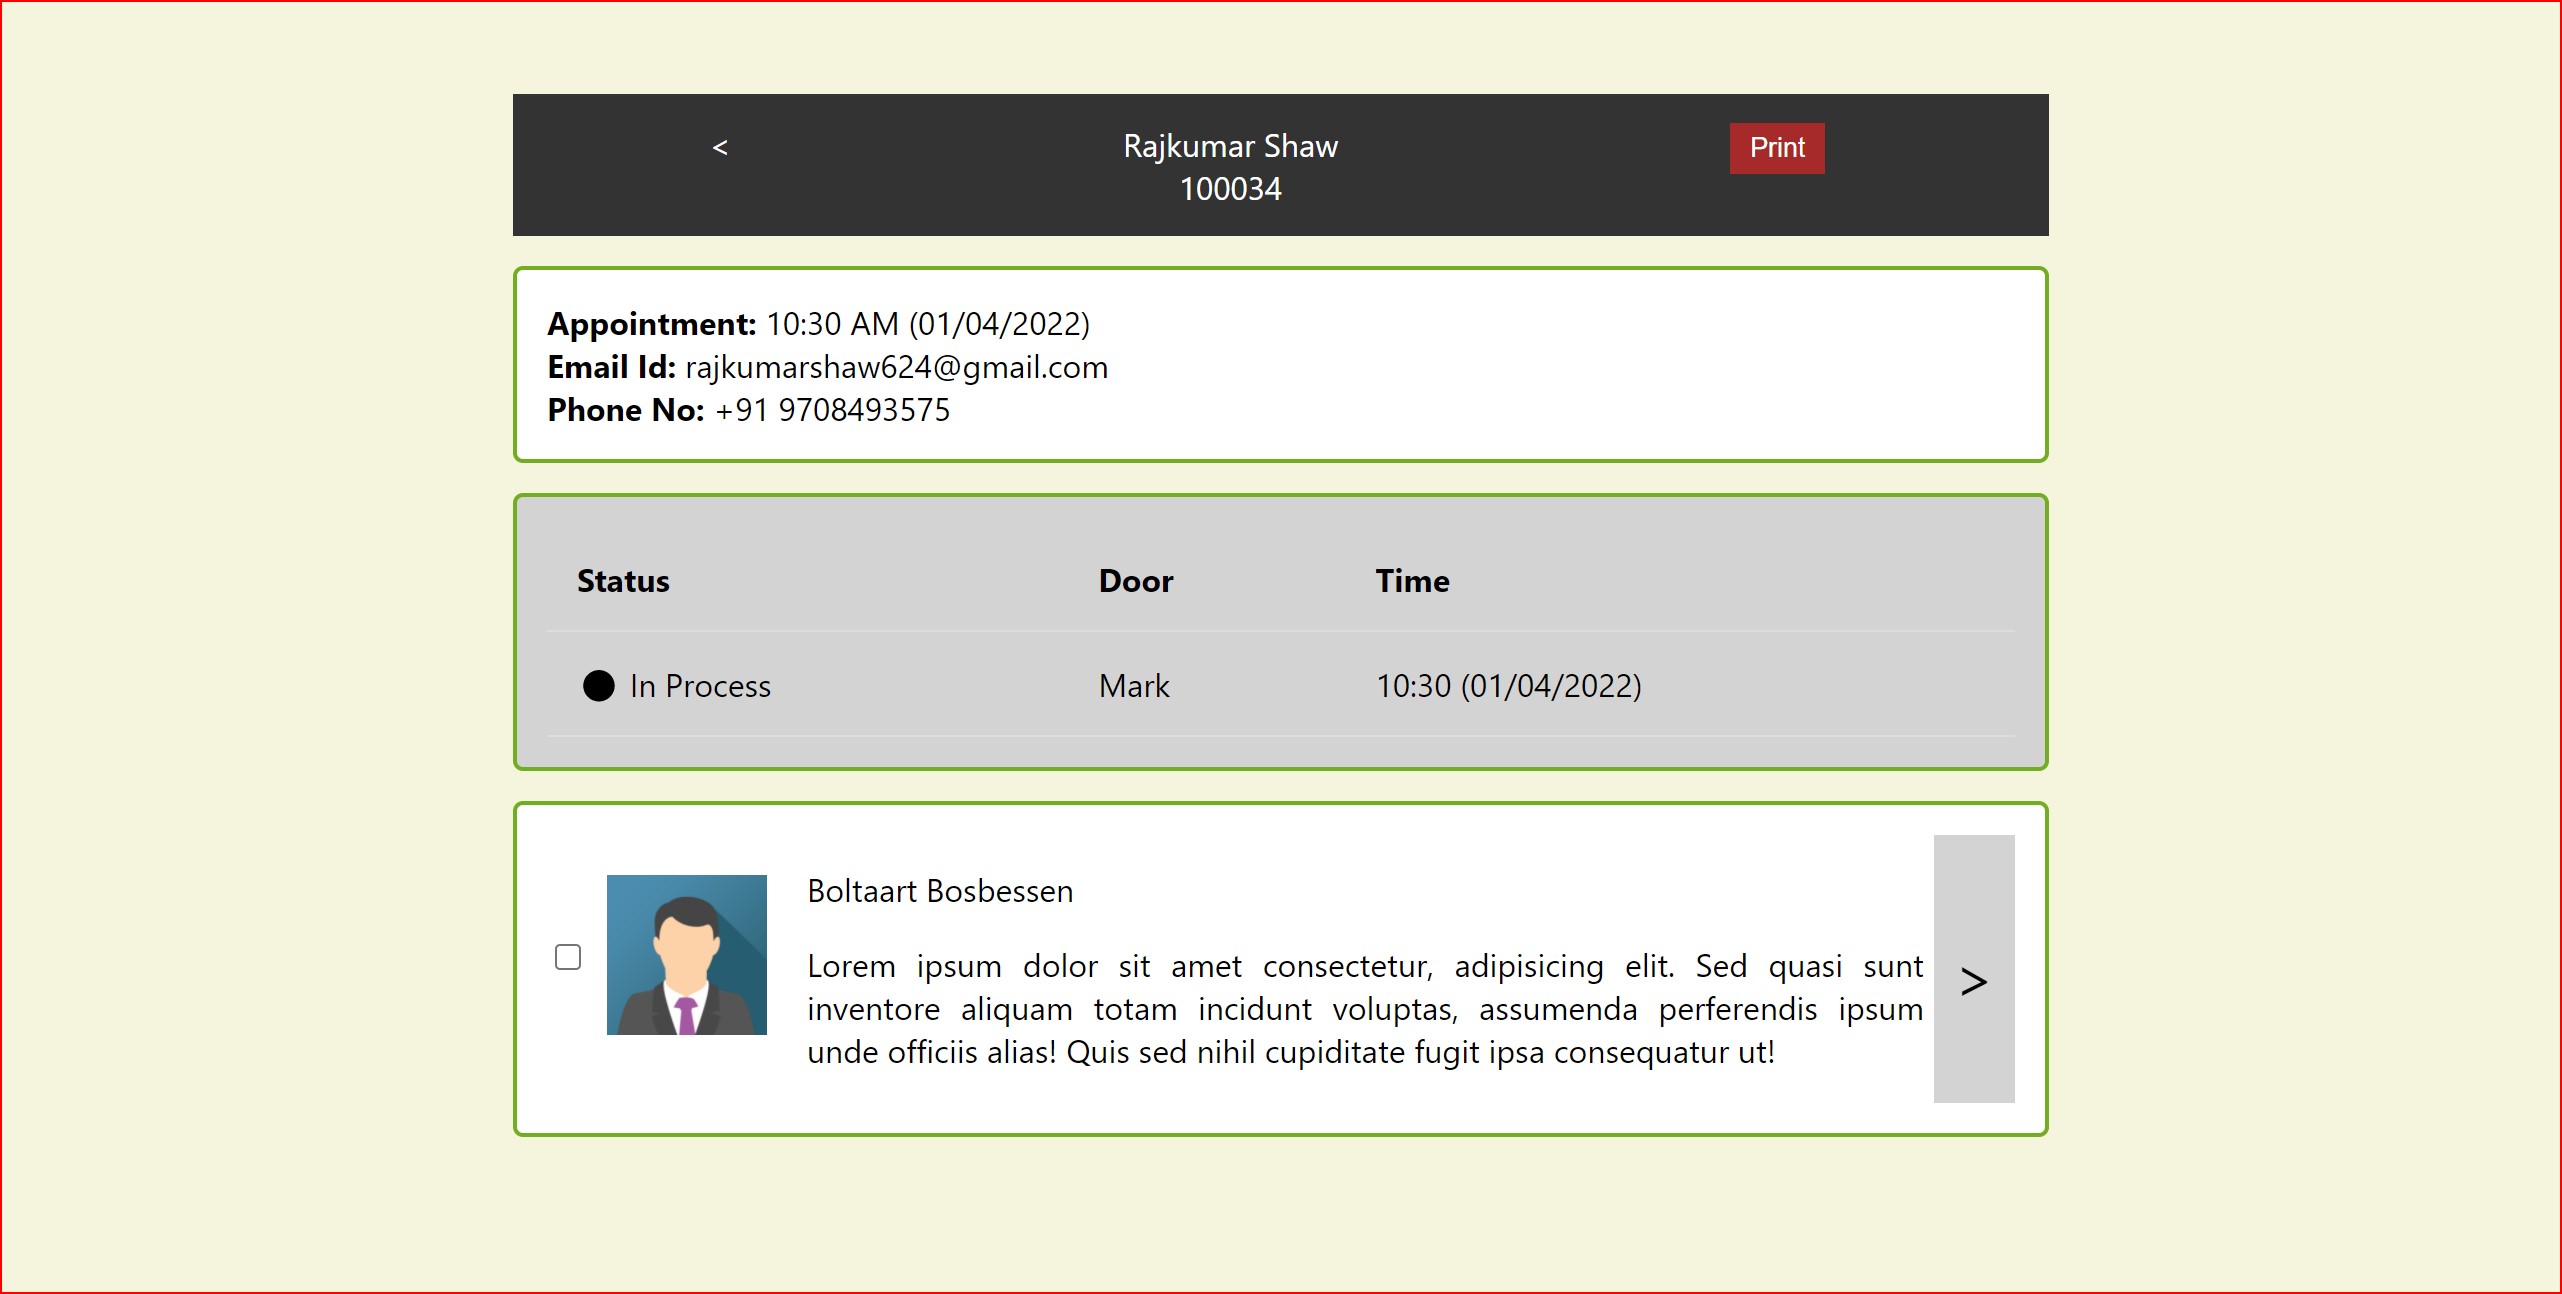 <
Rajkumar Shaw
Print
100034
Appointment: 10:30 AM (01/04/2022)
Email Id: rajkumarshaw624@gmail.com
Phone No: +91 9708493575
Status Door Time
In Process Mark 10:30 (01/04/2022)
Boltaart Bosbessen
Lorem ipsum dolor sit amet consectetur, adipisicing elit. Sed quasi sunt
inventore aliquam totam incidunt voluptas, assumenda perferendis ipsum
unde officiis alias! Quis sed nihil cupiditate fugit ipsa consequatur ut!
>